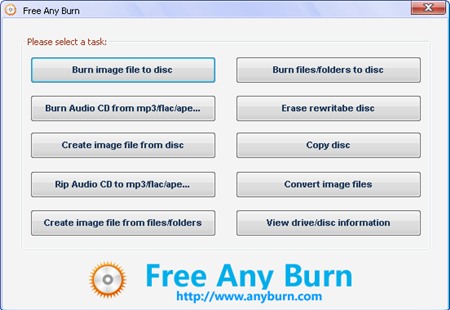 Free Any Burn
Please select a task:
Burn image file to disc
Burn files/folders to disc
Burn Audio CD from mp3/flac/ape...
Erase rewritabe disc
Create image file from disc
Copy disc
Rip Audio CD to mp3/flac/ape...
Convert image files
Create image file from files/folders
View drive/disc information
Free Any Burn
http://www.anyburn.com